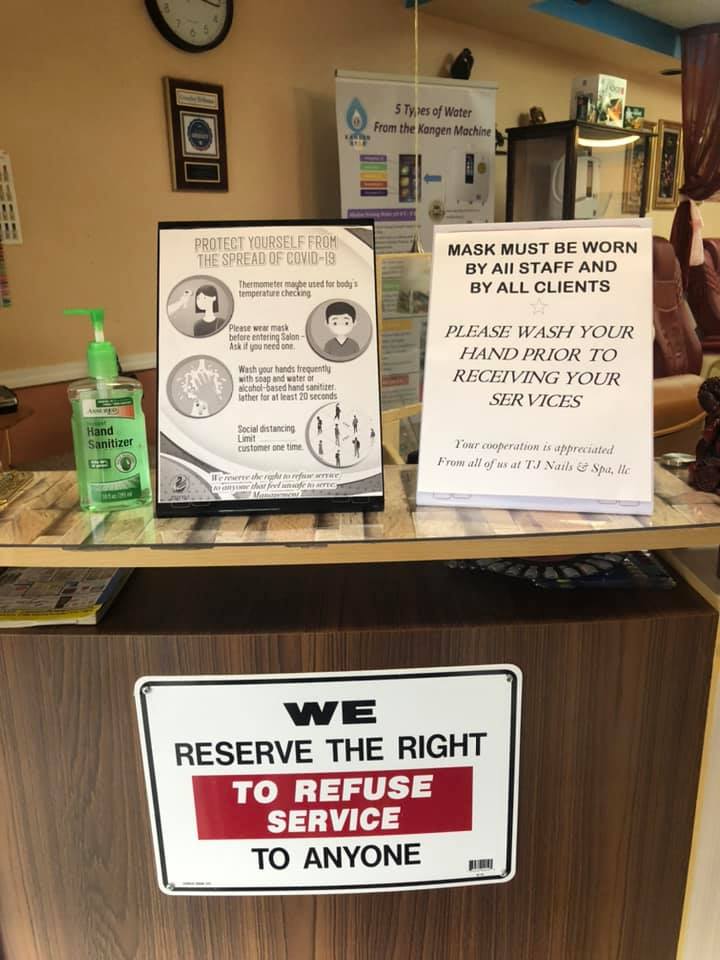 5 Types of Water
From the Kangen Machine
KANGEN
PROTECT YOURSELF FROM
THE SPREAD OF COVID-19
Thermometer maybe used for body's
temperature checking.
Please wear mask
before entering Salon -
Ask if you need one.
Wash your hands frequently
with soap and water or
alcohol-based hand sanitizer.
lather for at least 20 seconds
Social distancing.
Limit
customer one time.
We reserve the right to refuse service
to anyone that feel unsafe to serve.
Management
MASK MUST BE WORN
BY All STAFF AND
BY ALL CLIENTS
PLEASE WASH YOUR
HAND PRIOR TO
RECEIVING YOUR
SERVICES
Your cooperation is appreciated
From all of us at TJ Nails & Spa, llc
ASSURED
Hand
Sanitizer
WE
RESERVE THE RIGHT
TO REFUSE
SERVICE
TO ANYONE